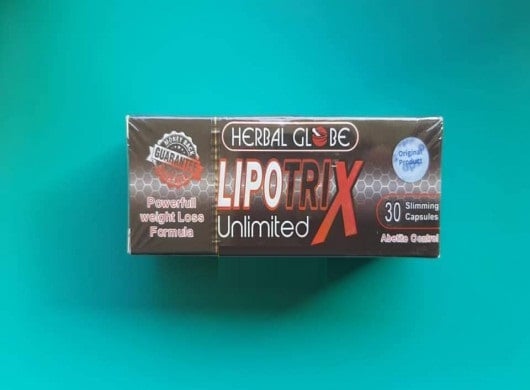 MONEY BACK
GUARANTEE
Powerfull
weight Loss
Formula
HERBAL GLOBE
LIPOTRIX
Unlimited
Original
Product
30 Slimming
Capsules
Abetite Control